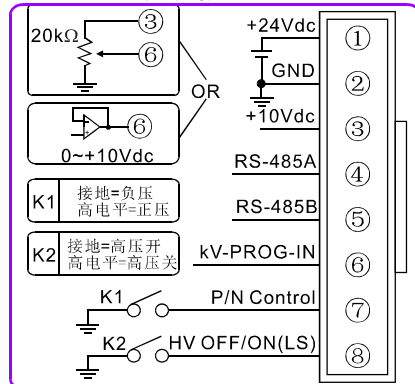 20kΩ
③
⑥
OR
⑥
0~+10Vdc
K1
接地=负压
高电平=正压
K2
接地=高压开
高电平=高压关
+24Vdc
①
GND
②
+10Vdc
③
RS-485A
④
RS-485B
⑤
kV-PROG-IN
⑥
K1
P/N Control
⑦
K2
HV OFF/ON(LS)
⑧